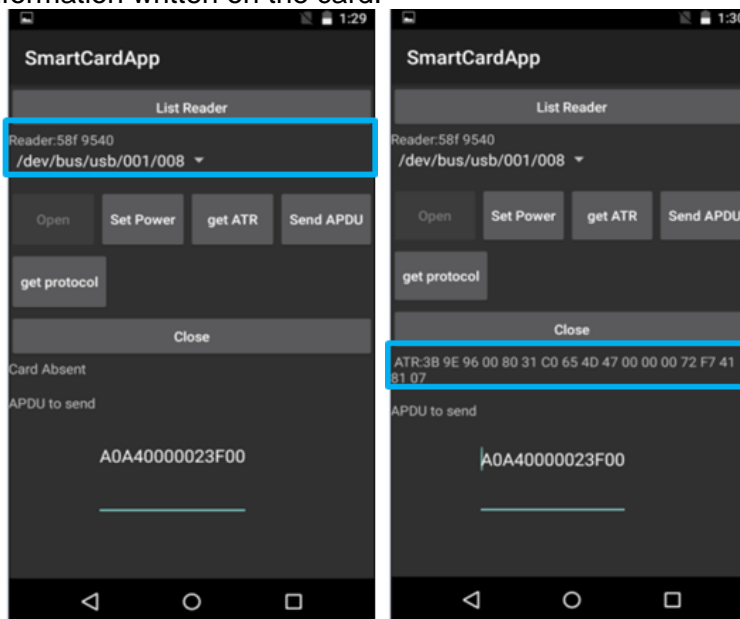 formation written on the card.
1:29
SmartCardApp
List Reader
Reader:58f 9540
/dev/bus/usb/001/008
Open
Set Power
get ATR
Send APDU
get protocol
Close
Card Absent
APDU to send
A0A40000023F00
1:30
SmartCardApp
List Reader
Reader:58f 9540
/dev/bus/usb/001/008
Open
Set Power
get ATR
Send APDU
get protocol
Close
ATR:3B 9E 96 00 80 31 C0 65 4D 47 00 00 00 72 F7 41
81 07
APDU to send
A0A40000023F00